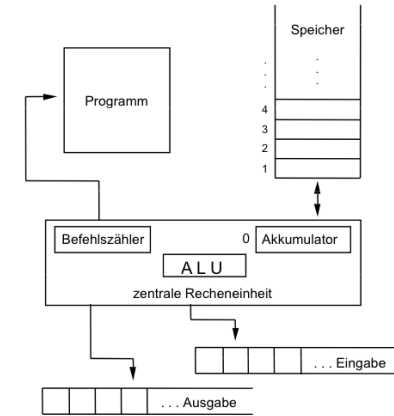 Speicher
Programm
4
3
2
1
Befehlszähler
0 Akkumulator
A L U
zentrale Recheneinheit
. . . Eingabe
. . . Ausgabe